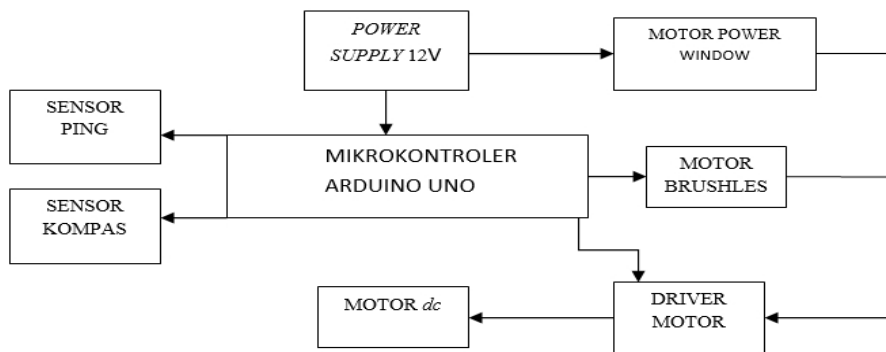 POWER
SUPPLY 12V
MOTOR POWER
WINDOW
SENSOR
PING
MIKROKONTROLER
ARDUINO UNO
MOTOR
BRUSHLES
SENSOR
KOMPAS
MOTOR dc
DRIVER
MOTOR